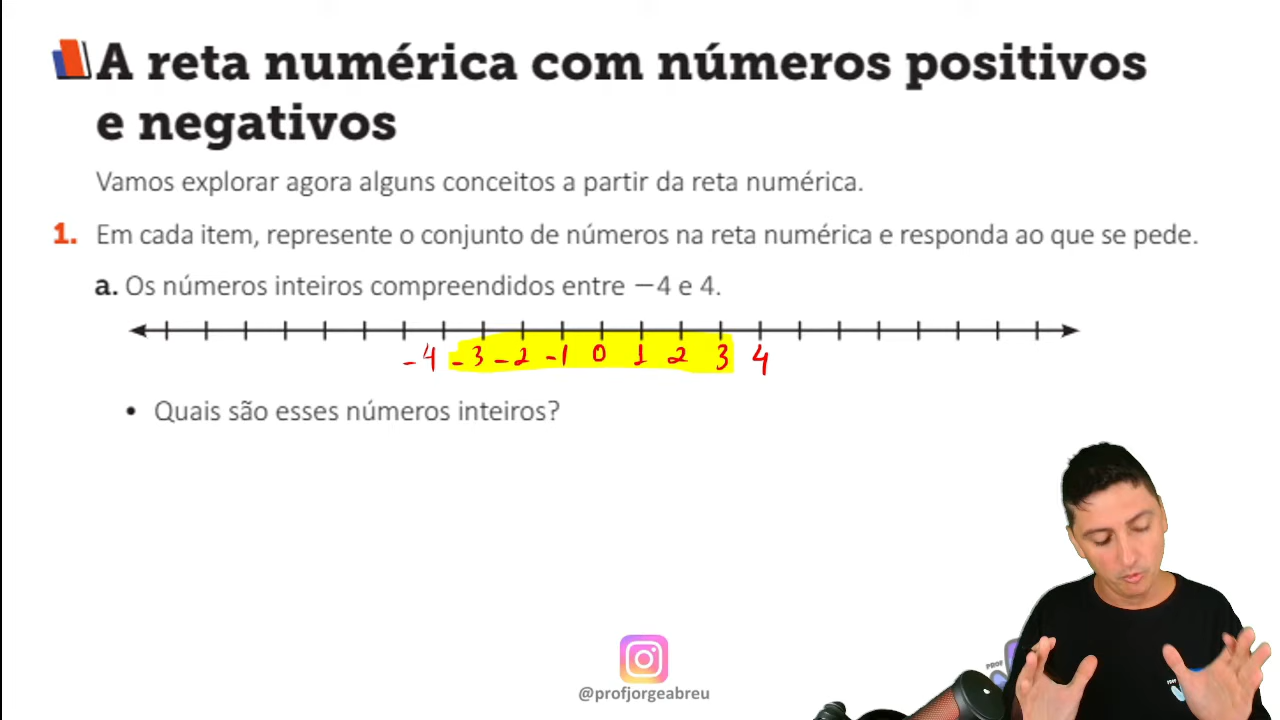 A reta numérica com números positivos
e negativos
Vamos explorar agora alguns conceitos a partir da reta numérica.
1. Em cada item, represente o conjunto de números na reta numérica e responda ao que se pede.
a. Os números inteiros compreendidos entre −4 e 4.
-4 -3 -2 -1 0 1 2 3 4
• Quais são esses números inteiros?
PROF
@profjorgeabreu